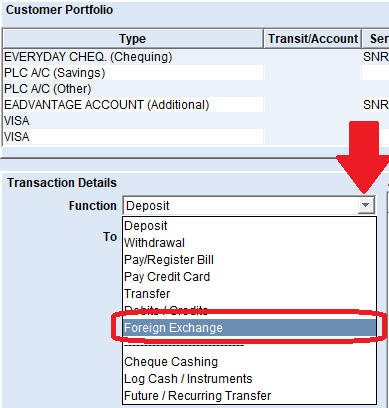 Customer Portfolio
Type Transit/Account Ser
EVERYDAY CHEQ. (Chequing) SNR
PLC A/C (Savings)
PLC A/C (Other)
EADVANTAGE ACCOUNT (Additional) SNR
VISA
VISA
Transaction Details
Function Deposit
To
Deposit
Withdrawal
Pay/Register Bill
Pay Credit Card
Transfer
Debits / Credits
Foreign Exchange
------------------------------
Cheque Cashing
Log Cash / Instruments
Future / Recurring Transfer